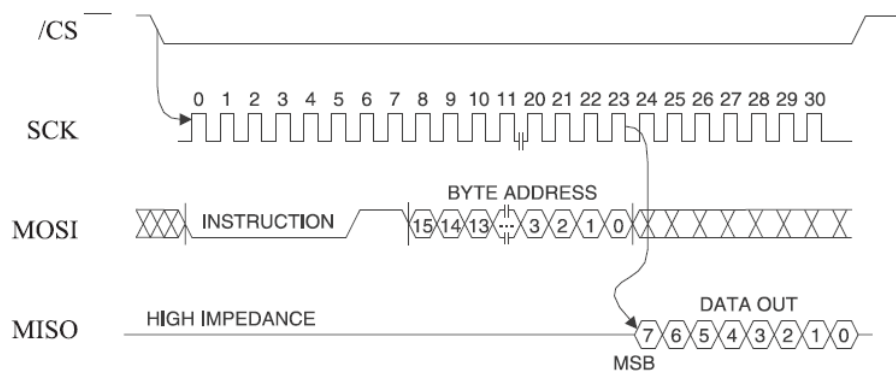 /CS
0 1 2 3 4 5 6 7 8 9 10 11 20 21 22 23 24 25 26 27 28 29 30
SCK
BYTE ADDRESS
MOSI INSTRUCTION 15 14 13 ... 3 2 1 0
DATA OUT
MISO HIGH IMPEDANCE 7 6 5 4 3 2 1 0
MSB